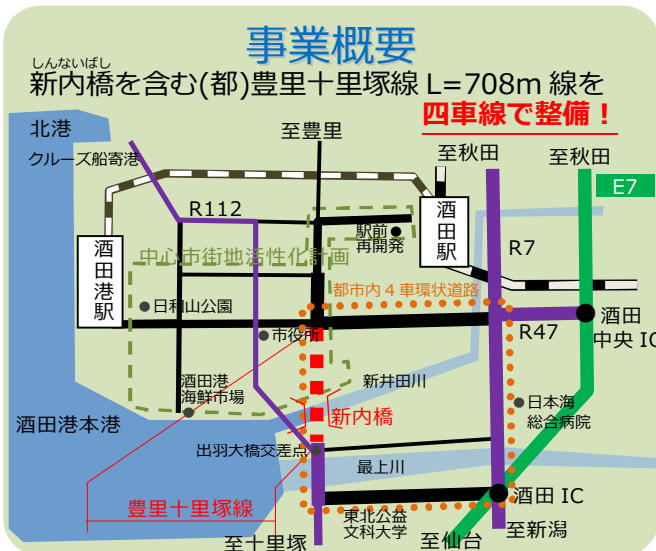 事業概要
しんないばし
新内橋を含む(都)豊里十里塚線 L=708m 線を
四車線で整備！
北港
クルーズ船寄港
至豊里
至秋田
至秋田
E7
R112
酒田港駅
駅前
再開発
酒田駅
R7
中心市街地活性化計画
都市内4車環状道路
日和山公園
市役所
R47
酒田
中央 IC
酒田港
海鮮市場
新井田川
新内橋
日本海
総合病院
酒田港本港
出羽大橋交差点
最上川
豊里十里塚線
東北公益
文科大学
酒田 IC
至十里塚
至仙台
至新潟